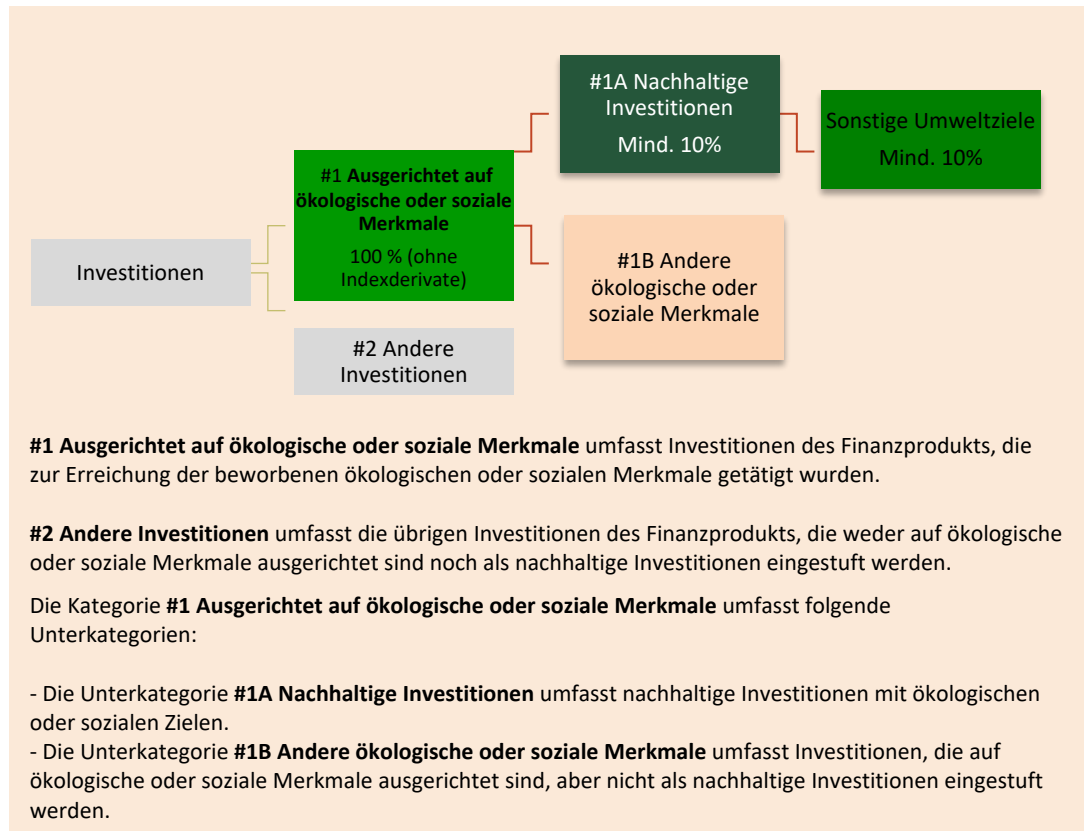 #1A Nachhaltige
Investitionen
Mind. 10%
Sonstige Umweltziele
Mind. 10%
#1 Ausgerichtet auf
ökologische oder soziale
Merkmale
100 % (ohne
Indexderivate)
Investitionen
#1B Andere
ökologische oder
soziale Merkmale
#2 Andere
Investitionen
#1 Ausgerichtet auf ökologische oder soziale Merkmale umfasst Investitionen des Finanzprodukts, die
zur Erreichung der beworbenen ökologischen oder sozialen Merkmale getätigt wurden.
#2 Andere Investitionen umfasst die übrigen Investitionen des Finanzprodukts, die weder auf ökologische
oder soziale Merkmale ausgerichtet sind noch als nachhaltige Investitionen eingestuft werden.
Die Kategorie #1 Ausgerichtet auf ökologische oder soziale Merkmale umfasst folgende
Unterkategorien:
- Die Unterkategorie #1A Nachhaltige Investitionen umfasst nachhaltige Investitionen mit ökologischen
oder sozialen Zielen.
- Die Unterkategorie #1B Andere ökologische oder soziale Merkmale umfasst Investitionen, die auf
ökologische oder soziale Merkmale ausgerichtet sind, aber nicht als nachhaltige Investitionen eingestuft
werden.